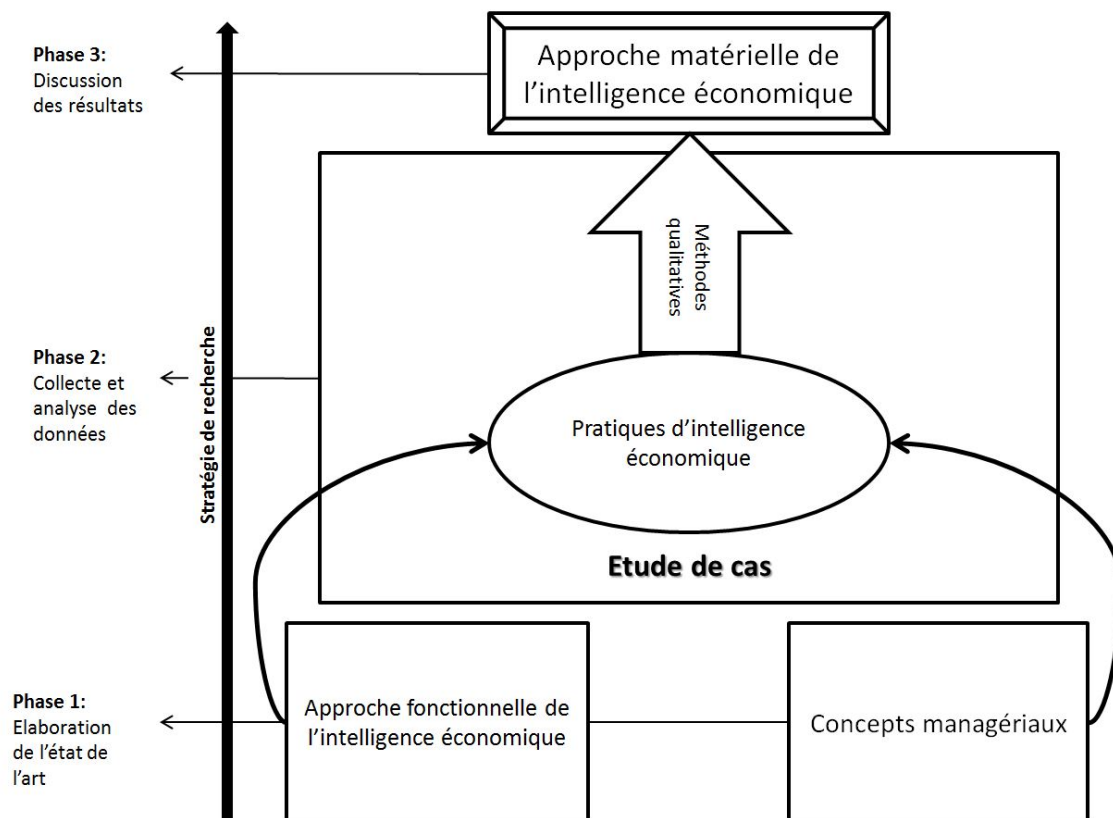 Phase 3:
Discussion
des résultats
Approche matérielle de
l'intelligence économique
Méthodes
qualitatives
Stratégie de recherche
Phase 2:
Collecte et
analyse des
données
Pratiques d'intelligence
économique
Etude de cas
Phase 1:
Elaboration
de l'état de
l'art
Approche fonctionnelle de
l'intelligence économique
Concepts managériaux